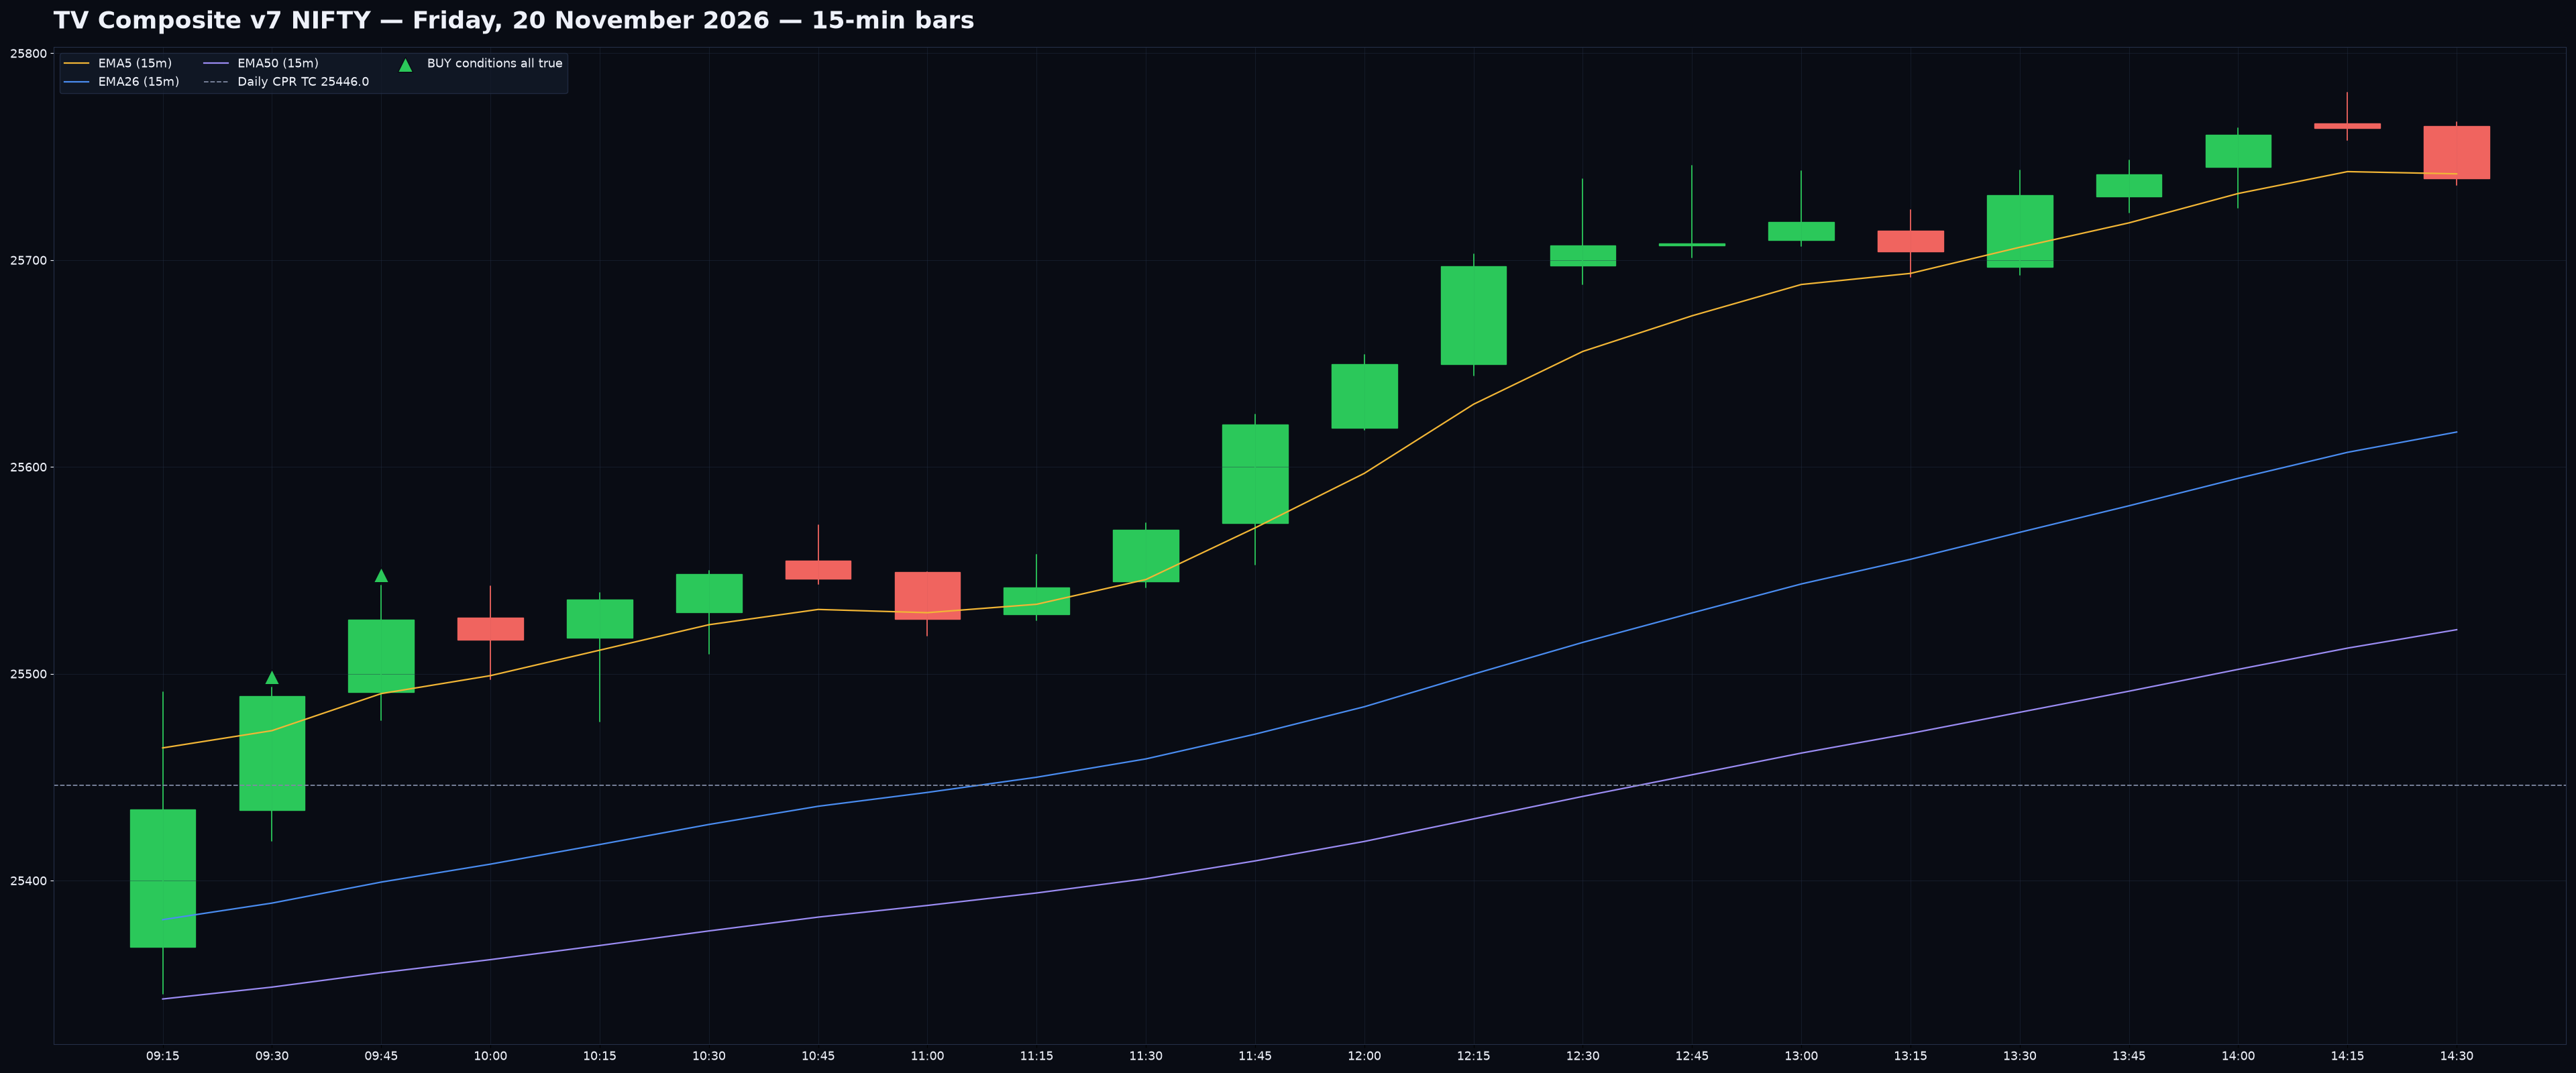 TV Composite v7 NIFTY — Friday, 20 November 2026 — 15-min bars
EMA5 (15m)
EMA26 (15m)
EMA50 (15m)
Daily CPR TC 25446.0
BUY conditions all true
25800
25700
25600
25500
25400
09:15 09:30 09:45 10:00 10:15 10:30 10:45 11:00 11:15 11:30 11:45 12:00 12:15 12:30 12:45 13:00 13:15 13:30 13:45 14:00 14:15 14:30